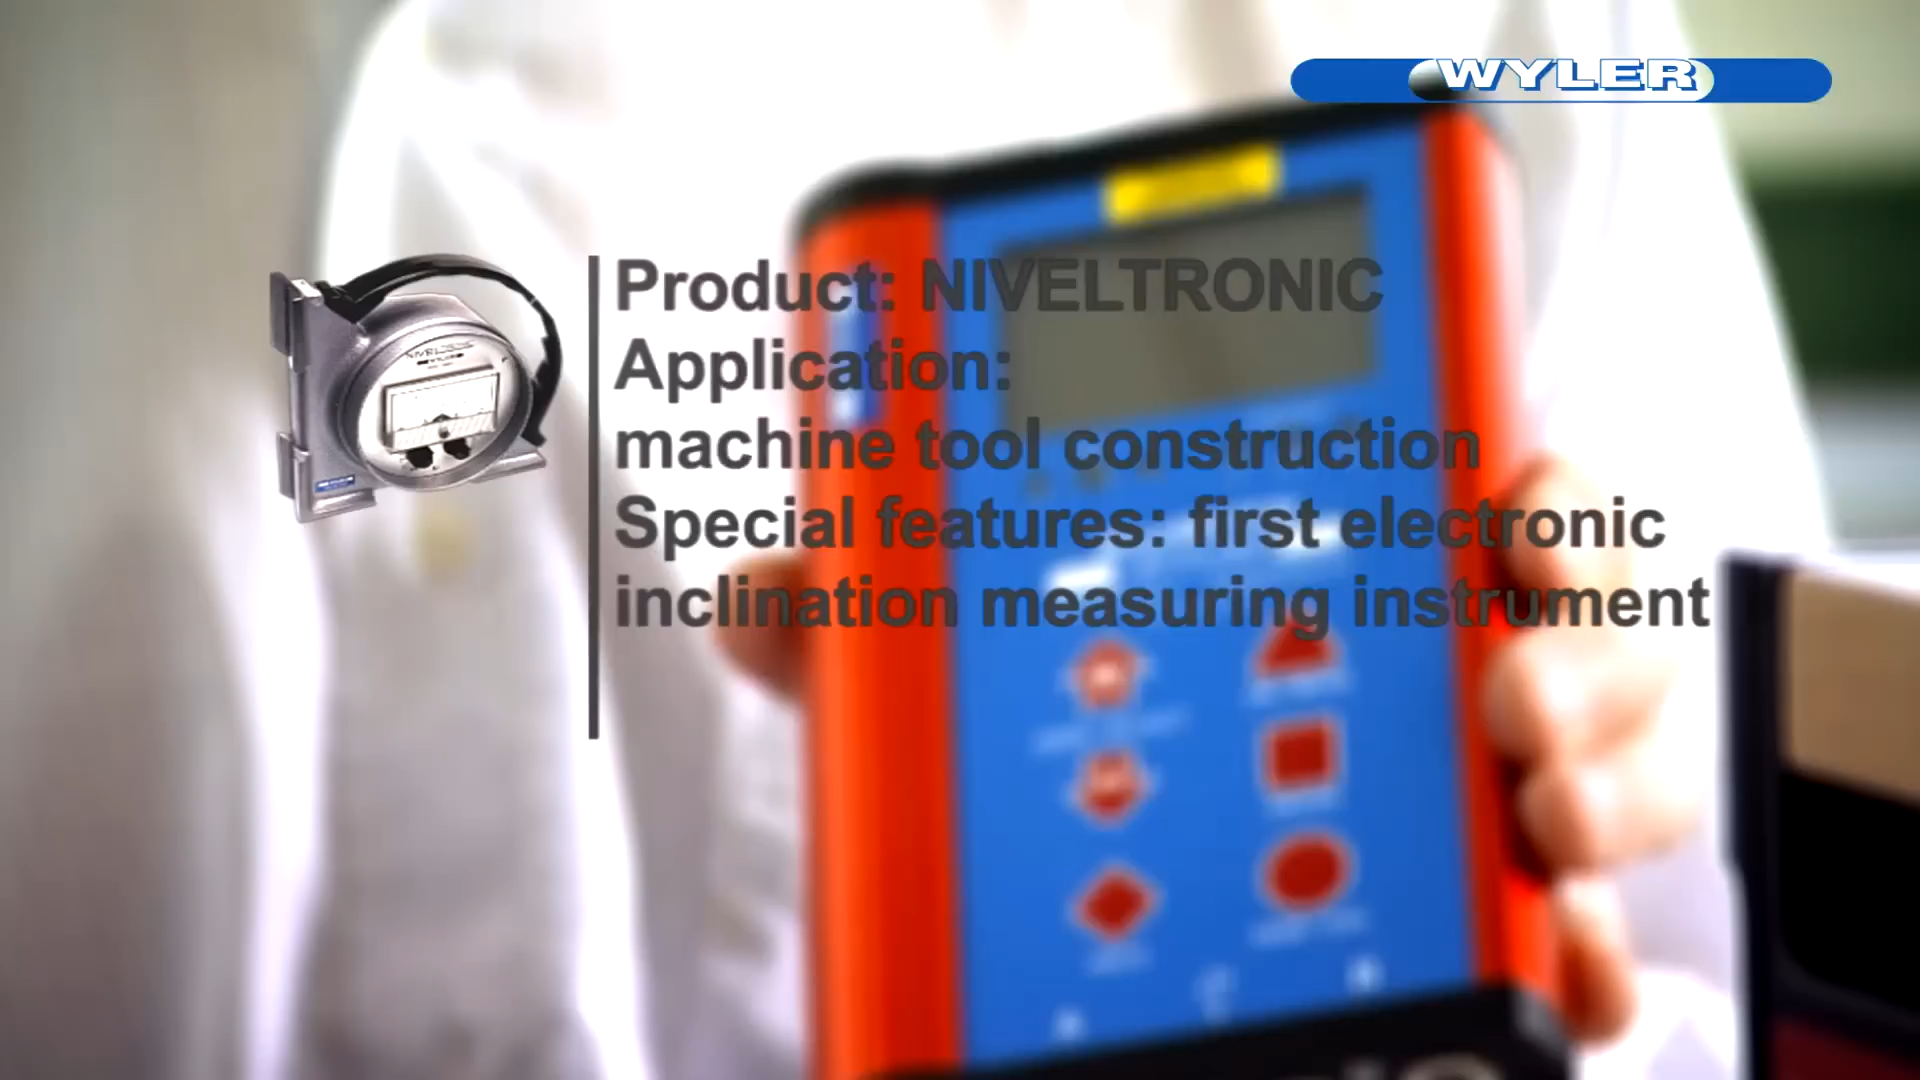 WYLER
Product: NIVELTRONIC
Application:
machine tool construction
Special features: first electronic
inclination measuring instrument